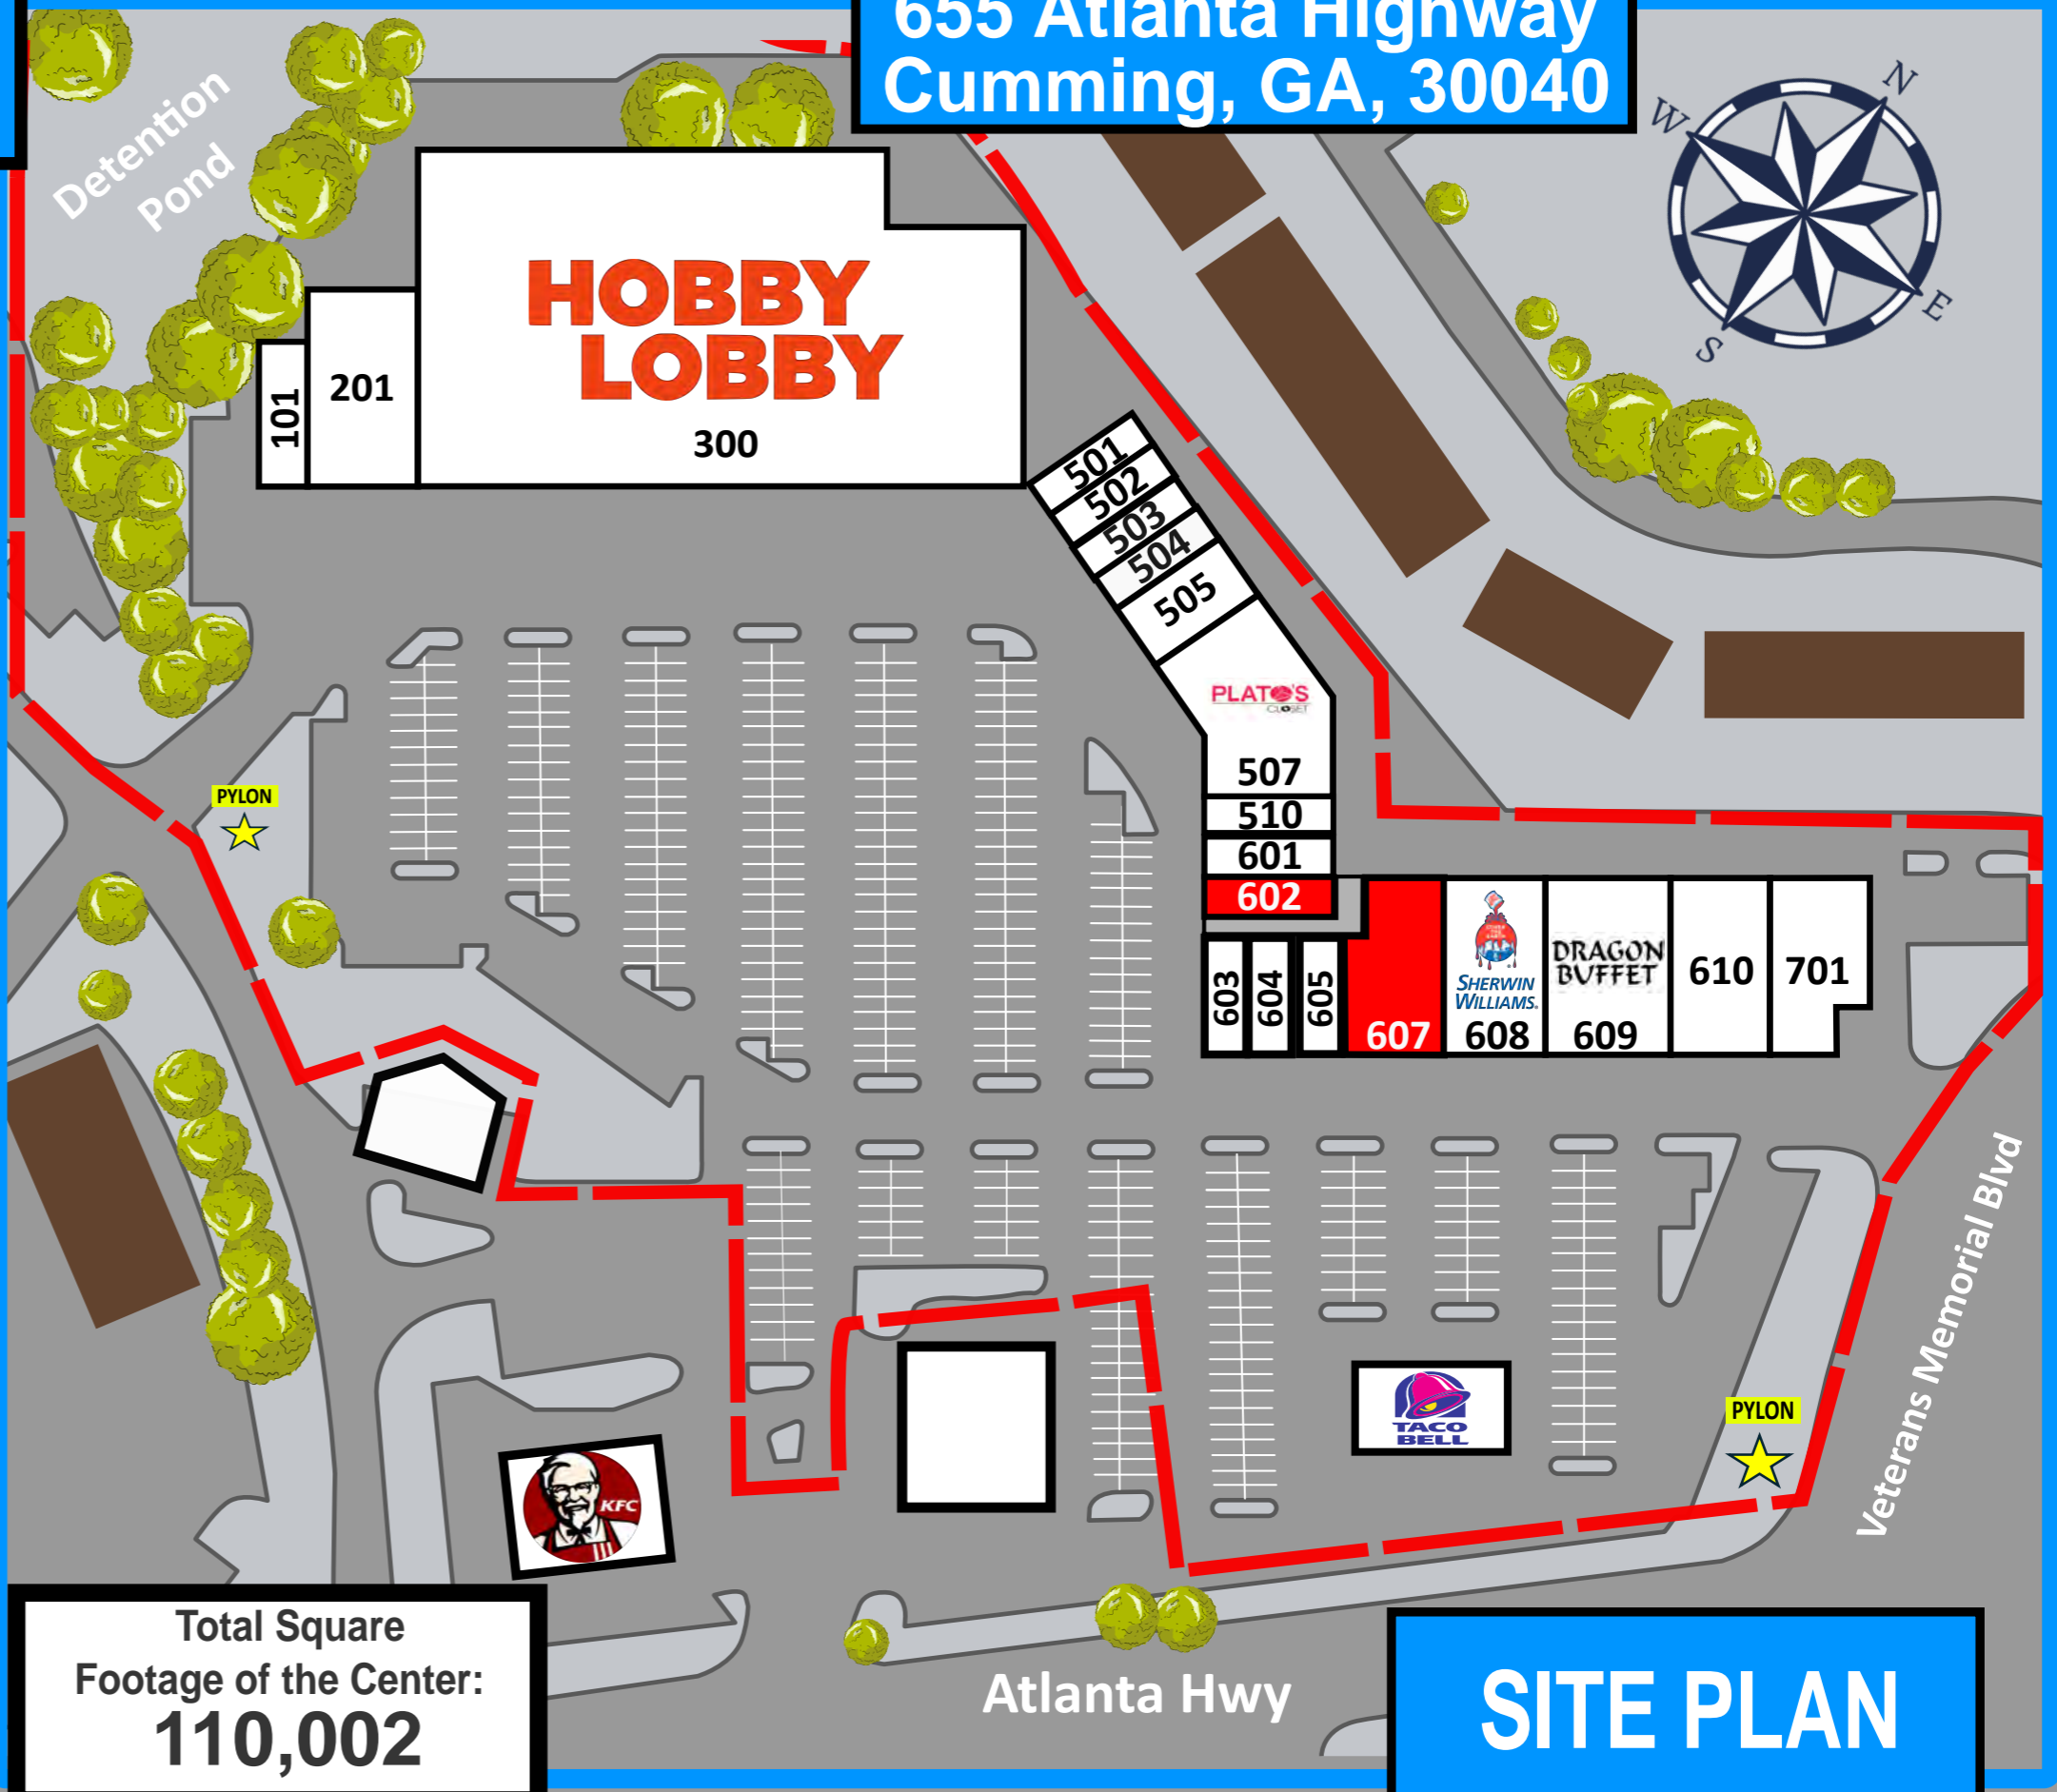 655 Atlanta Highway
Cumming, GA, 30040
N
W
E
S
Detention
Pond
HOBBY
LOBBY
300
201
101
501
502
503
504
505
PLATO'S
CLOSET
507
510
601
602
603
604
605
607
SHERWIN
WILLIAMS.
608
DRAGON
BUFFET
609
610
701
PYLON
KFC
TACO
BELL
PYLON
Veterans Memorial Blvd
Atlanta Hwy
Total Square
Footage of the Center:
110,002
SITE PLAN